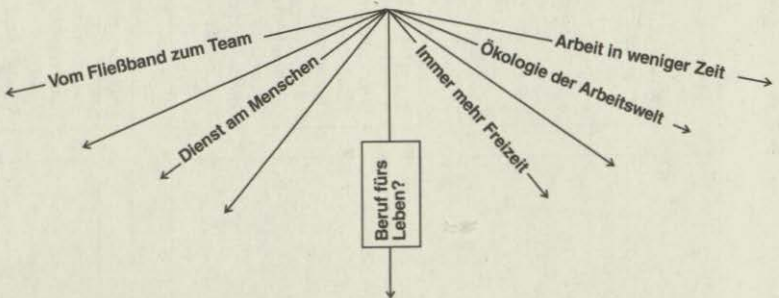 Vom Fließband zum Team
Dienst am Menschen
Beruf fürs
Leben?
Immer mehr Freizeit
Ökologie der Arbeitswelt
Arbeit in weniger Zeit